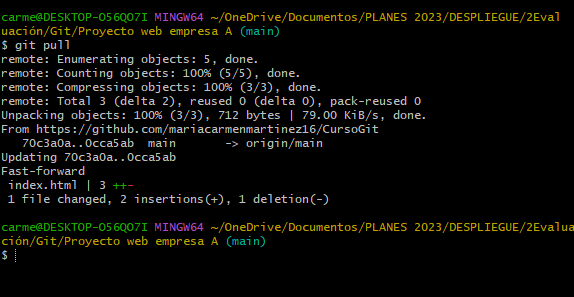 carme@DESKTOP-O56QO7I MINGW64 ~/OneDrive/Documentos/PLANES 2023/DESPLIEGUE/2Eval
uación/Git/Proyecto web empresa A (main)
$ git pull
remote: Enumerating objects: 5, done.
remote: Counting objects: 100% (5/5), done.
remote: Compressing objects: 100% (3/3), done.
remote: Total 3 (delta 2), reused 0 (delta 0), pack-reused 0
Unpacking objects: 100% (3/3), 712 bytes | 79.00 KiB/s, done.
From https://github.com/mariacarmenmartinez16/CursoGit
   70c3a0a..0cca5ab  main       -> origin/main
Updating 70c3a0a..0cca5ab
Fast-forward
 index.html | 3 ++-
 1 file changed, 2 insertions(+), 1 deletion(-)
carme@DESKTOP-O56QO7I MINGW64 ~/OneDrive/Documentos/PLANES 2023/DESPLIEGUE/2Evalua
ción/Git/Proyecto web empresa A (main)
$